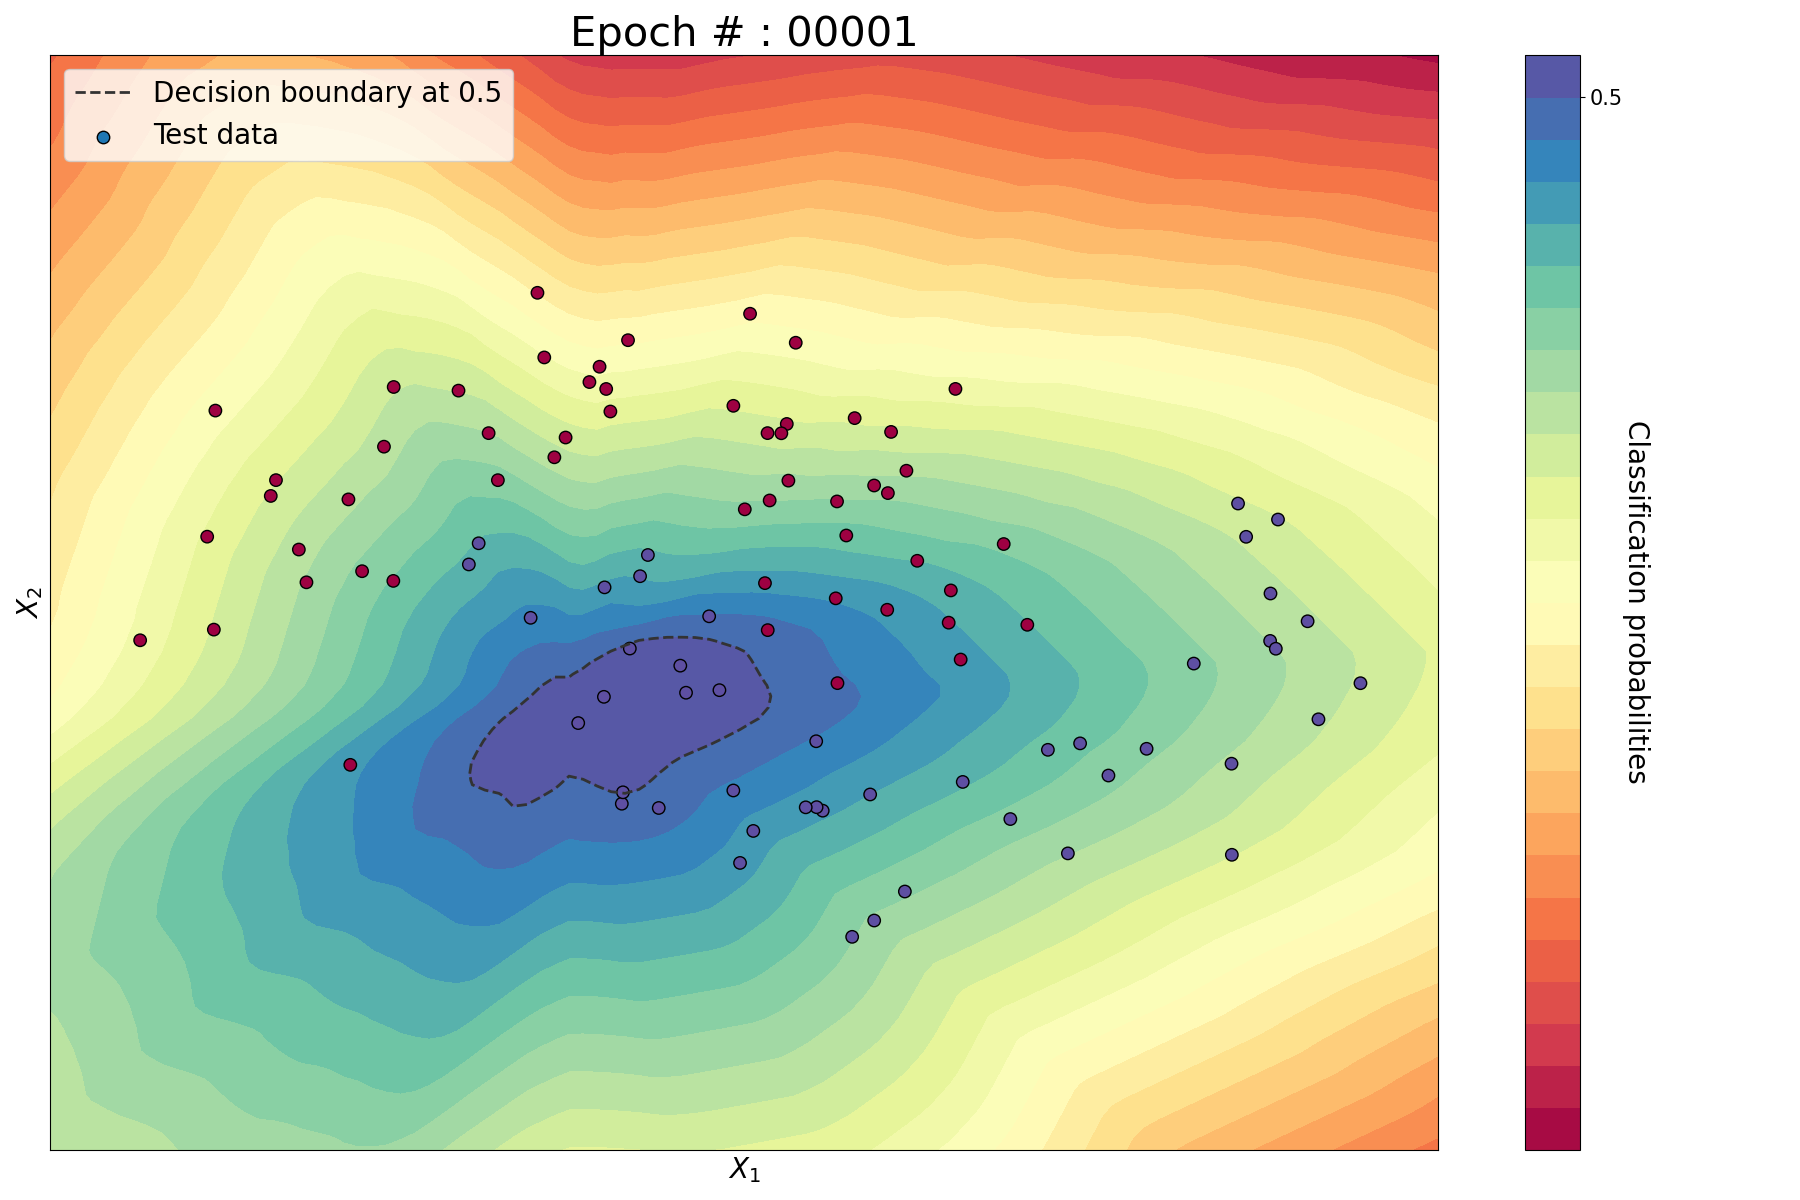 Epoch # : 00001
Decision boundary at 0.5
Test data
0.5
Classification probabilities
X₂
X₁